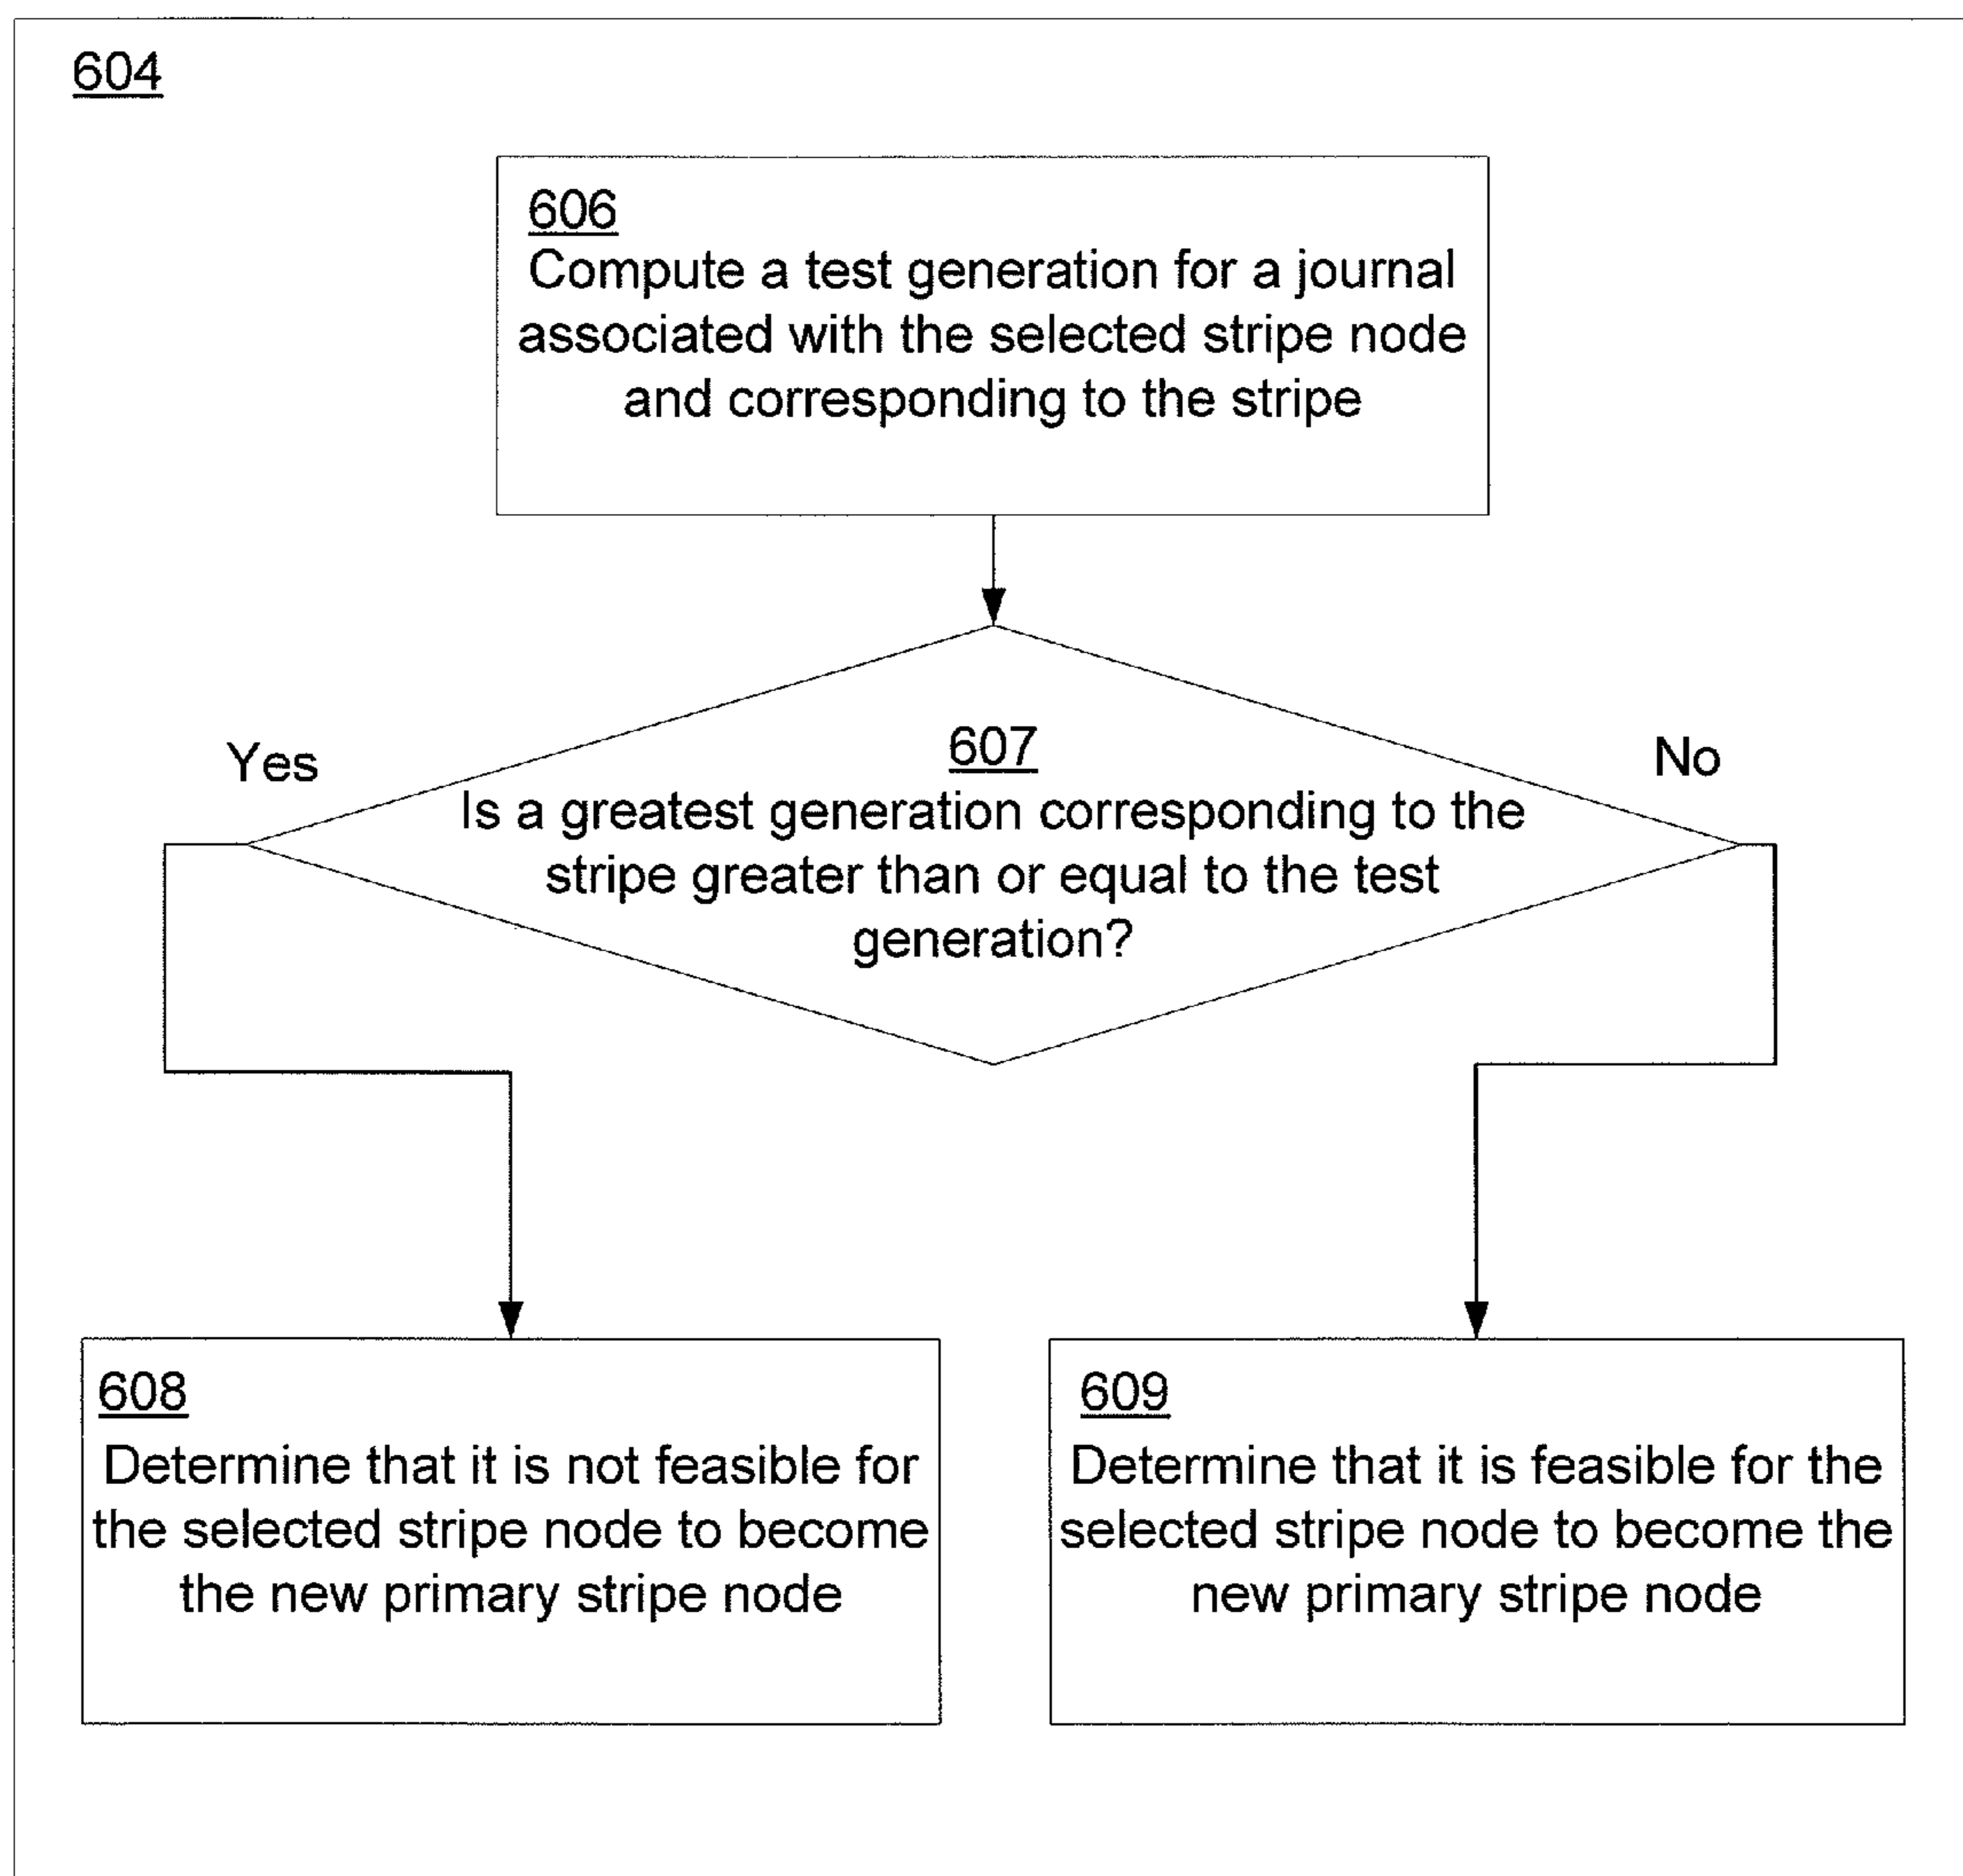 604
606
Compute a test generation for a journal
associated with the selected stripe node
and corresponding to the stripe
Yes
No
607
Is a greatest generation corresponding to the
stripe greater than or equal to the test
generation?
608
Determine that it is not feasible for
the selected stripe node to become
the new primary stripe node
609
Determine that it is feasible for the
selected stripe node to become the
new primary stripe node